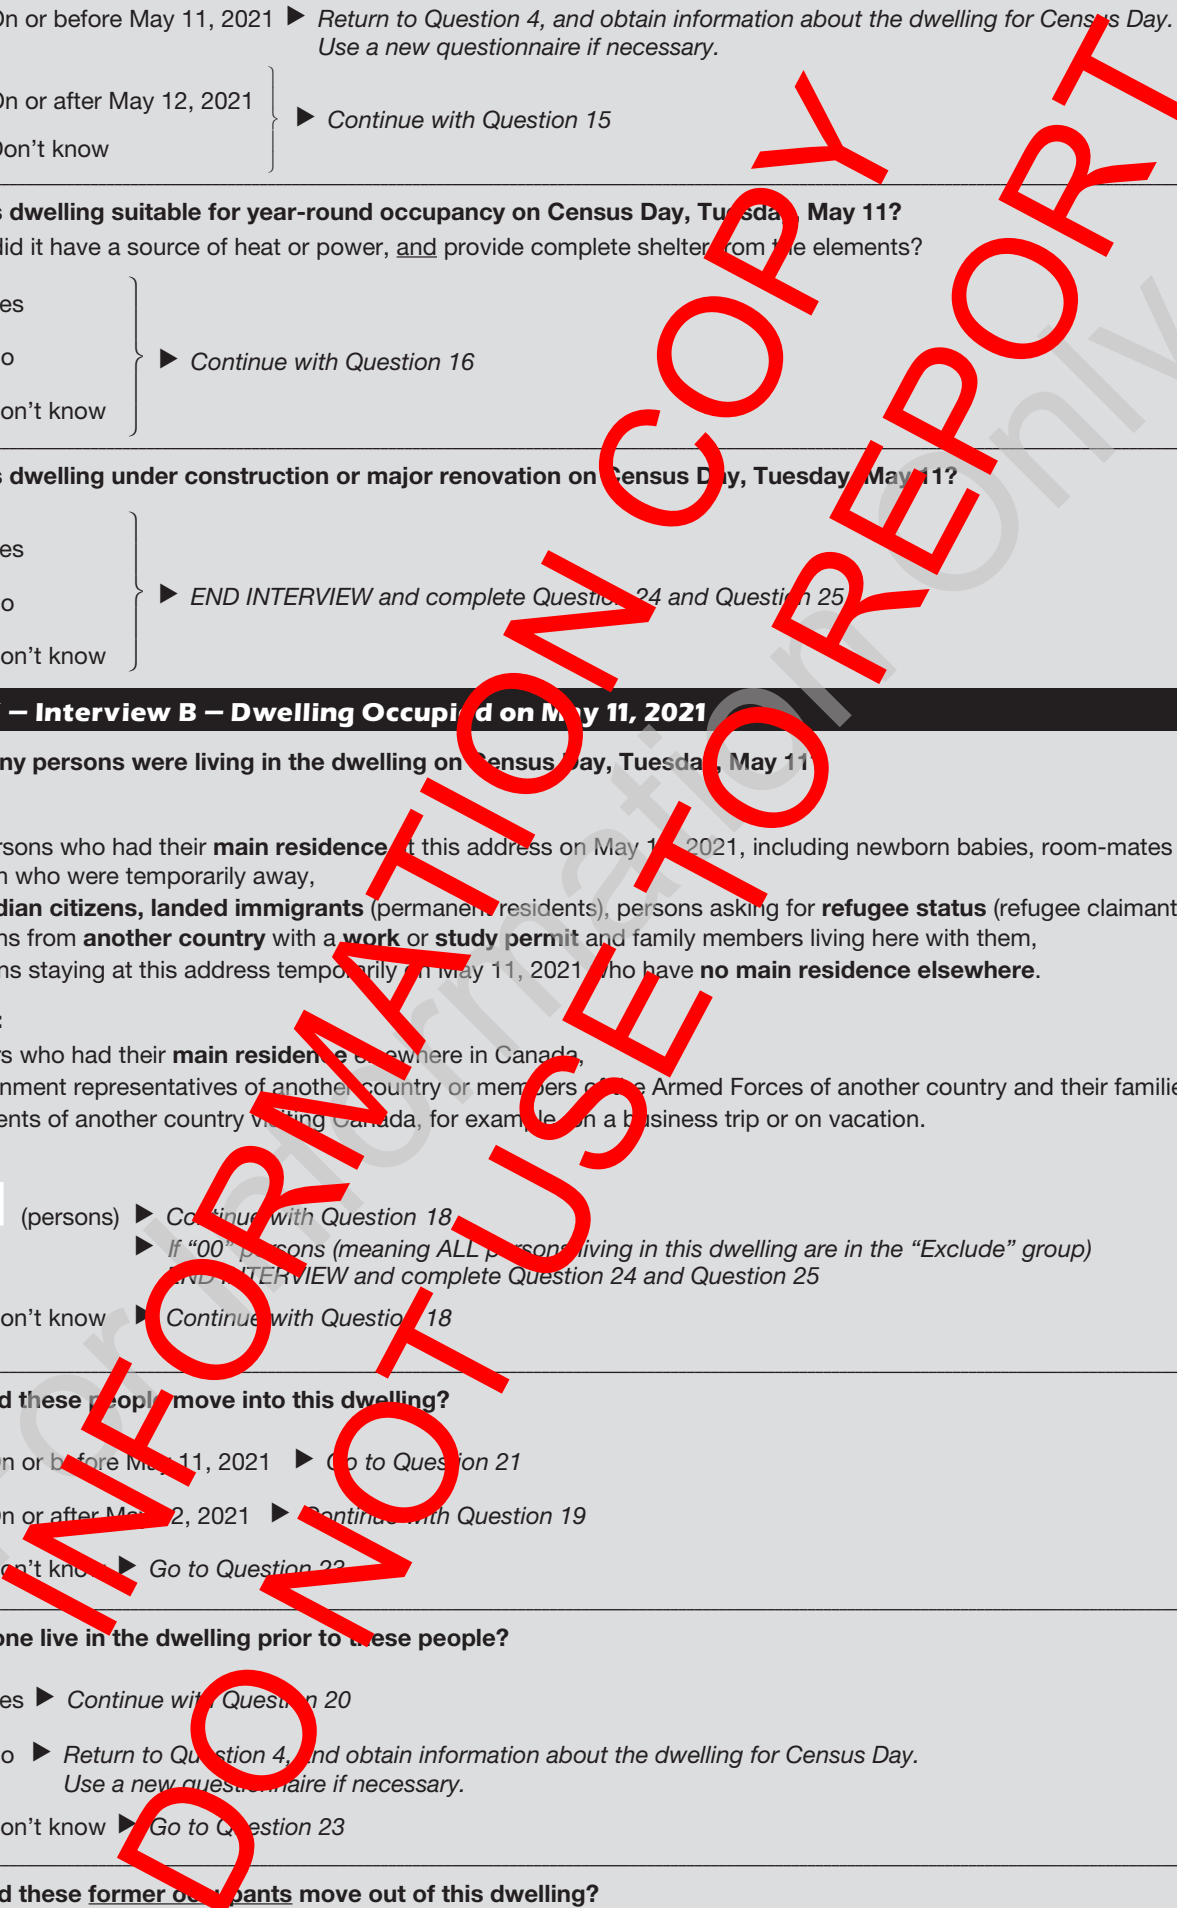 On or before May 11, 2021 ▶ Return to Question 4, and obtain information about the dwelling for Census Day.
Use a new questionnaire if necessary.
On or after May 12, 2021
▶ Continue with Question 15
Don't know
s dwelling suitable for year-round occupancy on Census Day, Tuesday, May 11?
did it have a source of heat or power, and provide complete shelter from the elements?
es
o
▶ Continue with Question 16
on't know
s dwelling under construction or major renovation on Census Day, Tuesday, May 11?
es
o
▶ END INTERVIEW and complete Question 24 and Question 25
on't know
– Interview B – Dwelling Occupied on May 11, 2021
ny persons were living in the dwelling on Census Day, Tuesday, May 11
rsons who had their main residence at this address on May 11, 2021, including newborn babies, room-mates
n who were temporarily away,
dian citizens, landed immigrants (permanent residents), persons asking for refugee status (refugee claimant
ns from another country with a work or study permit and family members living here with them,
ns staying at this address temporarily on May 11, 2021 who have no main residence elsewhere.
:
rs who had their main residence elsewhere in Canada,
rnment representatives of another country or members of the Armed Forces of another country and their familie
ents of another country visiting Canada, for example, on a business trip or on vacation.
(persons) ▶ Continue with Question 18
▶ If "00" persons (meaning ALL persons living in this dwelling are in the "Exclude" group)
END INTERVIEW and complete Question 24 and Question 25
on't know ▶ Continue with Question 18
d these people move into this dwelling?
n or before May 11, 2021 ▶ Go to Question 21
n or after May 12, 2021 ▶ Continue with Question 19
on't know ▶ Go to Question 23
one live in the dwelling prior to these people?
es ▶ Continue with Question 20
o ▶ Return to Question 4, and obtain information about the dwelling for Census Day.
Use a new questionnaire if necessary.
on't know ▶ Go to Question 23
d these former occupants move out of this dwelling?
For Information Only
INFORMATION COPY
DO NOT USE TO REPORT